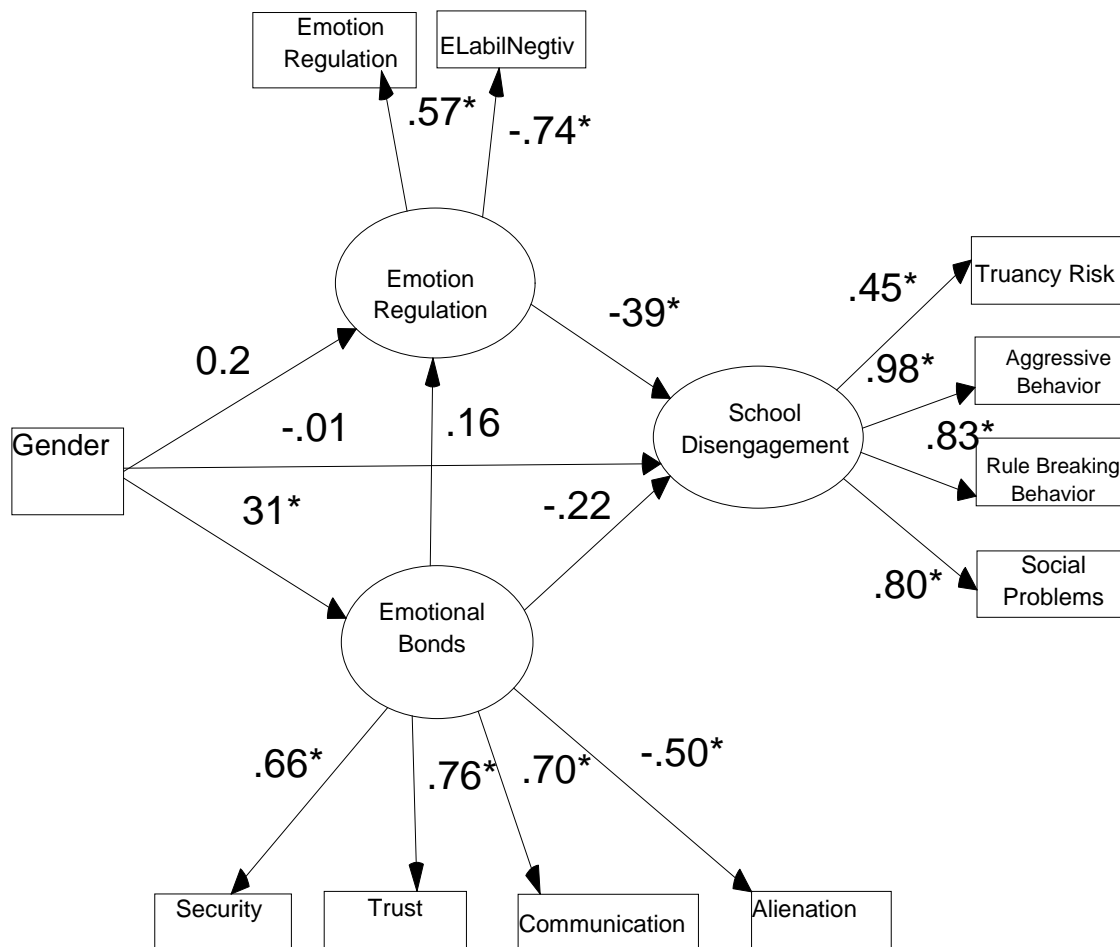 Emotion
Regulation
ELabilNegtiv
.57*
-.74*
Emotion
Regulation
Truancy Risk
.45*
-39*
0.2
Aggressive
Behavior
.98*
School
Disengagement
-.01
.16
Gender
.83*
Rule Breaking
Behavior
31*
-.22
Social
Problems
.80*
Emotional
Bonds
.66*
.76*
.70*
-.50*
Security
Trust
Communication
Alienation